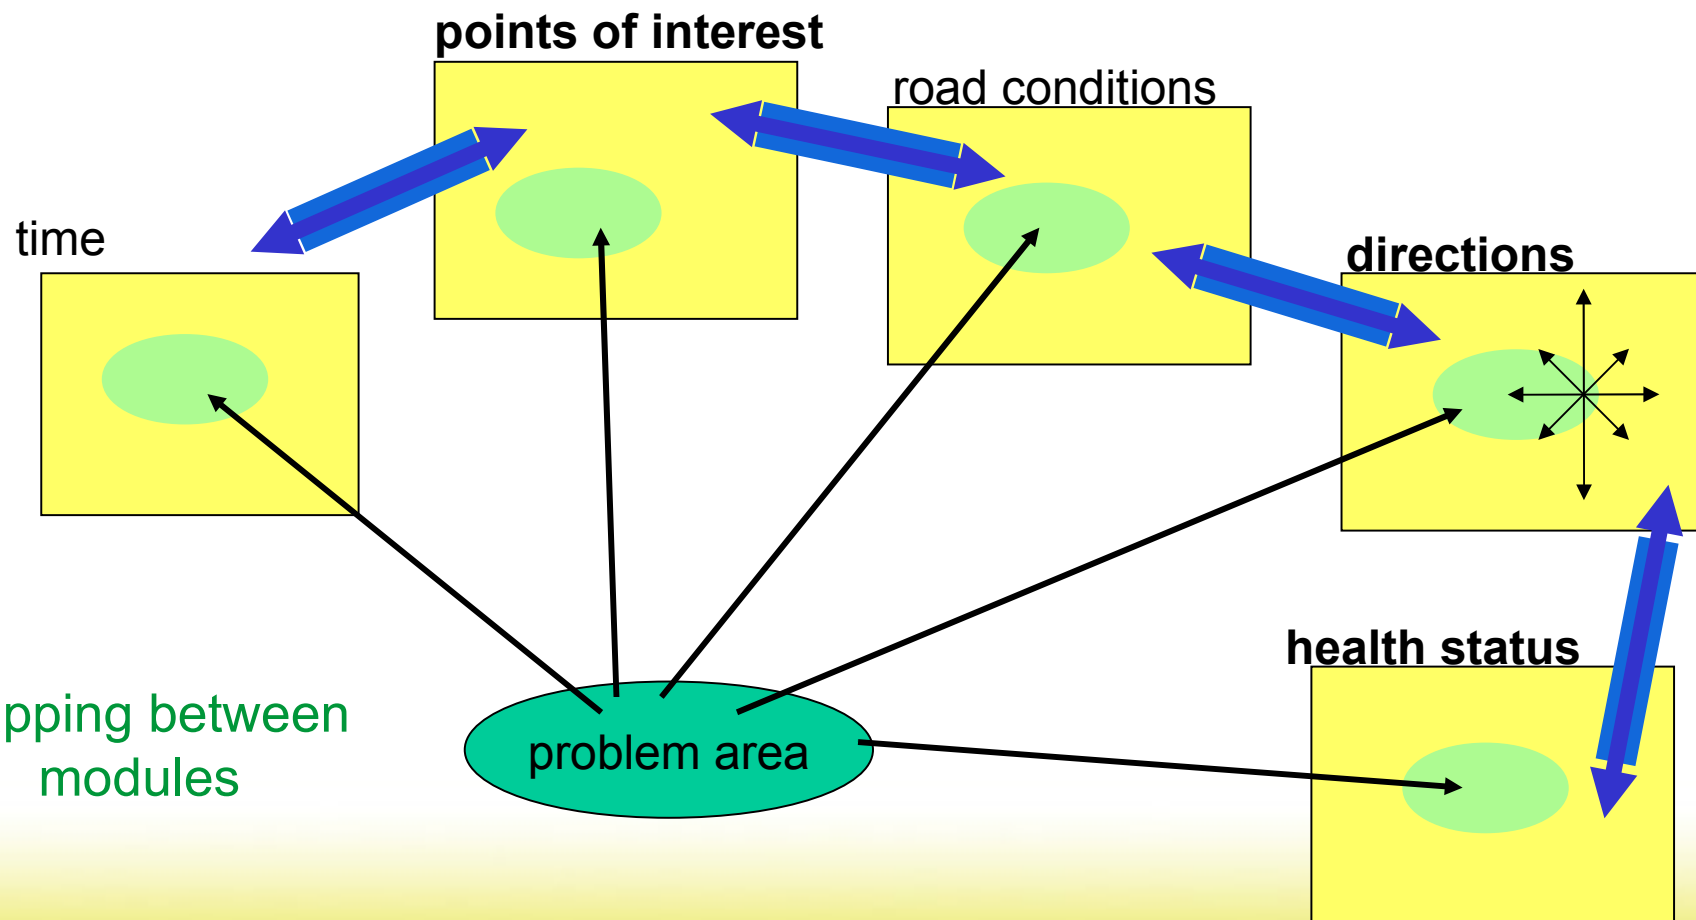 points of interest
road conditions
time
directions
health status
pping between
modules
problem area